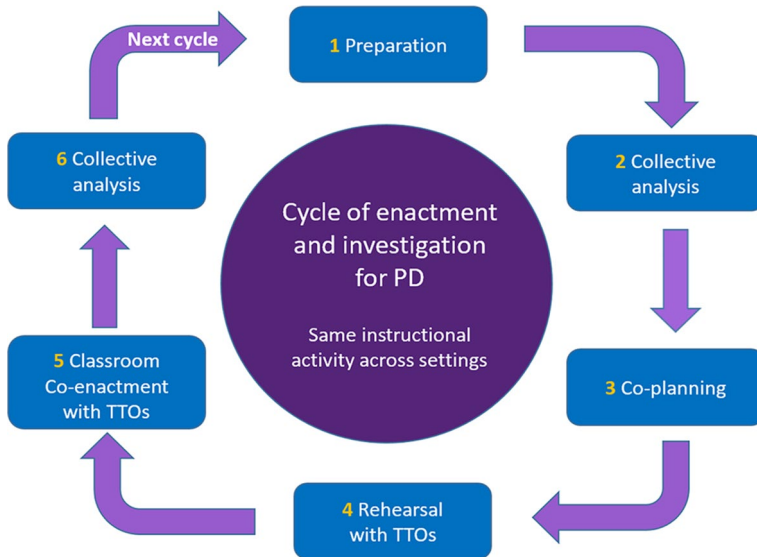 Next cycle
1 Preparation
2 Collective
analysis
3 Co-planning
4 Rehearsal
with TTOs
5 Classroom
Co-enactment
with TTOs
6 Collective
analysis
Cycle of enactment
and investigation
for PD
Same instructional
activity across settings